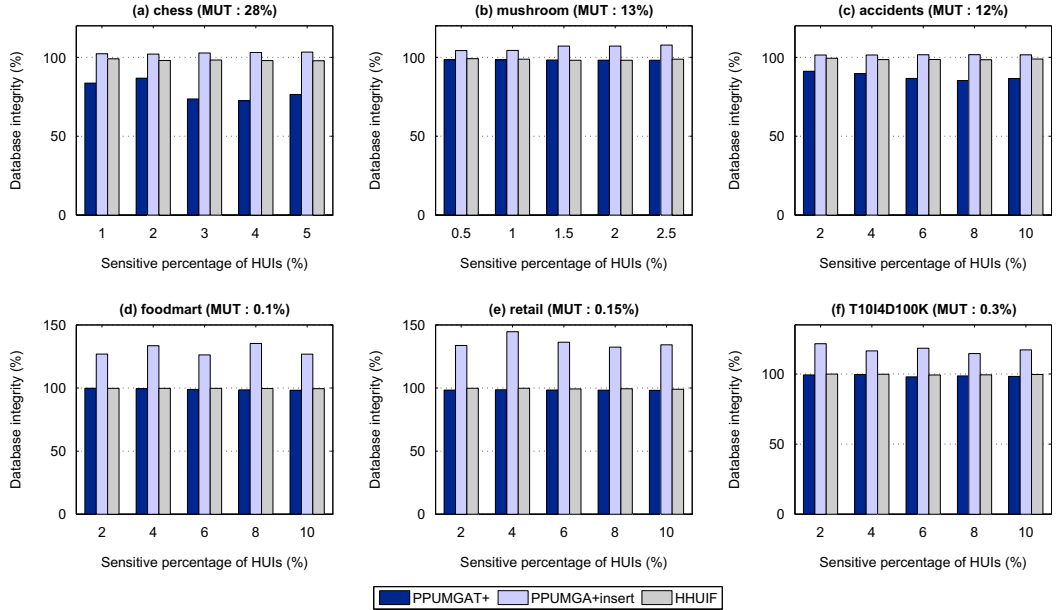 (a) chess (MUT : 28%)
Database integrity (%)
100
50
0
1 2 3 4 5
Sensitive percentage of HUIs (%)
(b) mushroom (MUT : 13%)
Database integrity (%)
100
50
0
0.5 1 1.5 2 2.5
Sensitive percentage of HUIs (%)
(c) accidents (MUT : 12%)
Database integrity (%)
100
50
0
2 4 6 8 10
Sensitive percentage of HUIs (%)
(d) foodmart (MUT : 0.1%)
Database integrity (%)
150
100
50
0
2 4 6 8 10
Sensitive percentage of HUIs (%)
(e) retail (MUT : 0.15%)
Database integrity (%)
150
100
50
0
2 4 6 8 10
Sensitive percentage of HUIs (%)
(f) T10I4D100K (MUT : 0.3%)
Database integrity (%)
100
50
0
2 4 6 8 10
Sensitive percentage of HUIs (%)
PPUMGAT+ PPUMGA+insert HHUIF